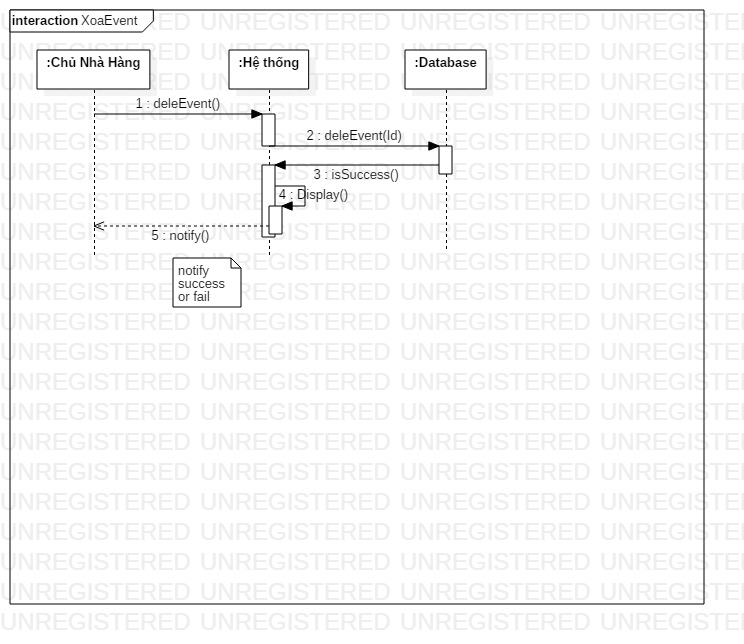 interaction XoaEvent
:Chủ Nhà Hàng
:Hệ thống
:Database
1 : deleEvent()
2 : deleEvent(Id)
3 : isSuccess()
4 : Display()
5 : notify()
notify
success
or fail
UNREGISTERED UNREGISTERED UNREGISTERED UNREGISTERED